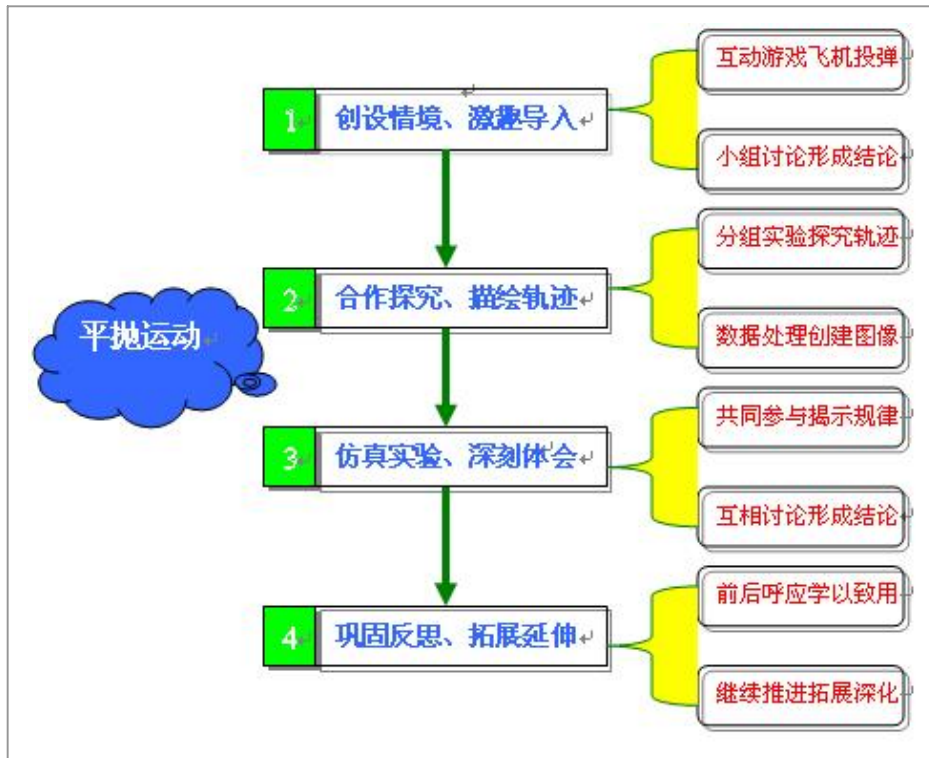 互动游戏飞机投弹
1 创设情境、激趣导入
小组讨论形成结论
分组实验探究轨迹
2 合作探究、描绘轨迹
平抛运动
数据处理创建图像
共同参与揭示规律
3 仿真实验、深刻体会
互相讨论形成结论
前后呼应学以致用
4 巩固反思、拓展延伸
继续推进拓展深化